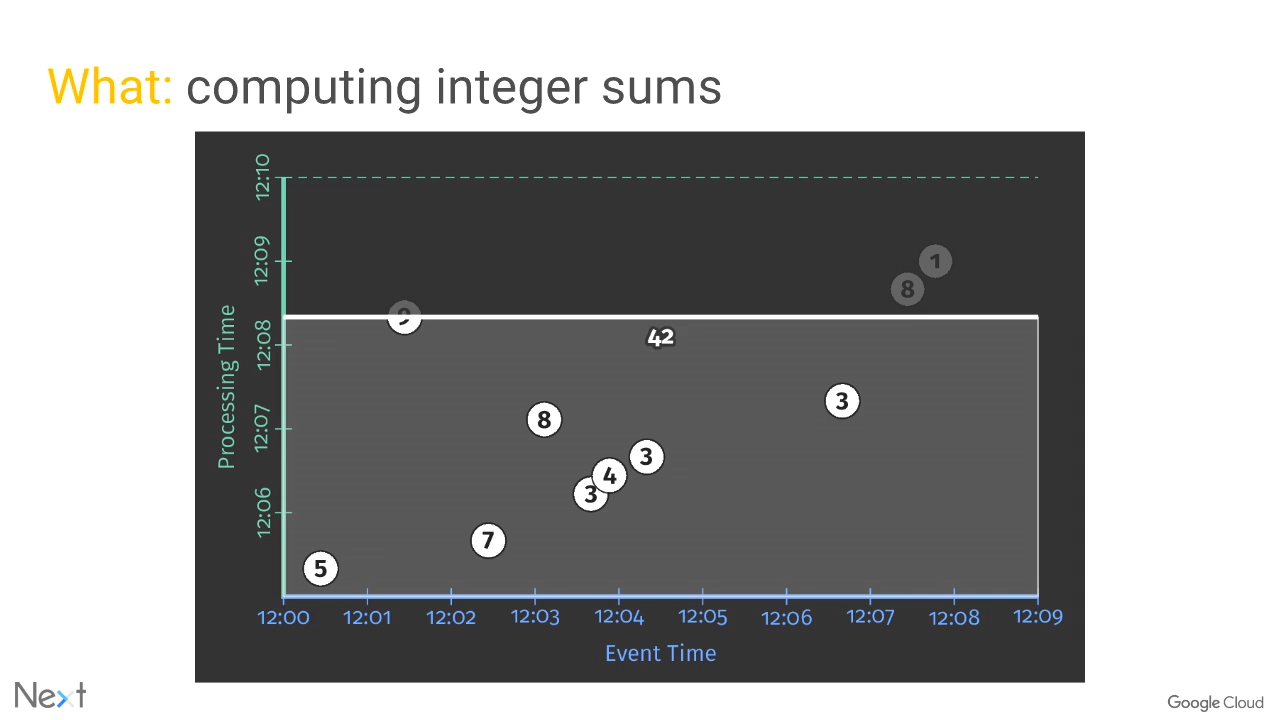 What: computing integer sums
12:10
12:09
12:08
12:07
12:06
Processing Time
1
8
9
42
3
8
3
4
3
7
5
12:00 12:01 12:02 12:03 12:04 12:05 12:06 12:07 12:08 12:09
Event Time
Next
Google Cloud